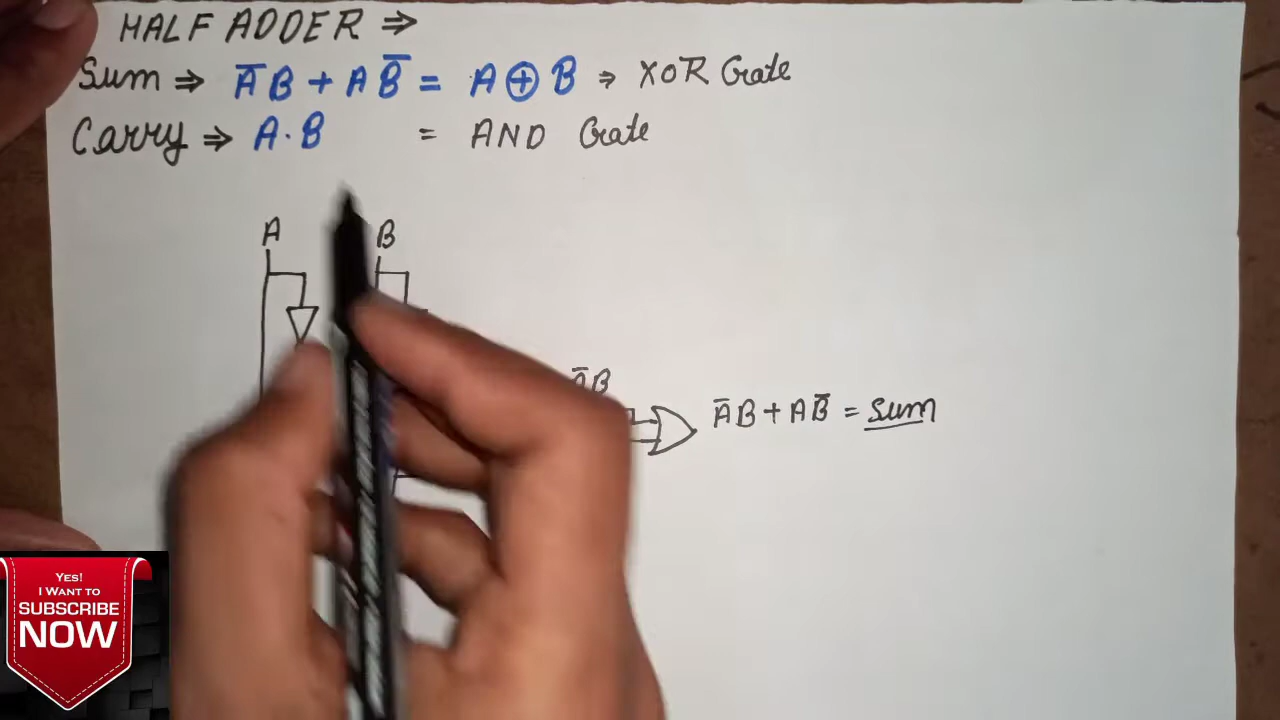 HALF ADDER ⇒
Sum ⇒ A̅B + AB̅ = A ⊕ B ⇒ XOR Gate
Carry ⇒ A·B = AND Gate
A B
A̅B
A̅B + AB̅ = Sum
Yes!
I WANT TO
SUBSCRIBE
NOW